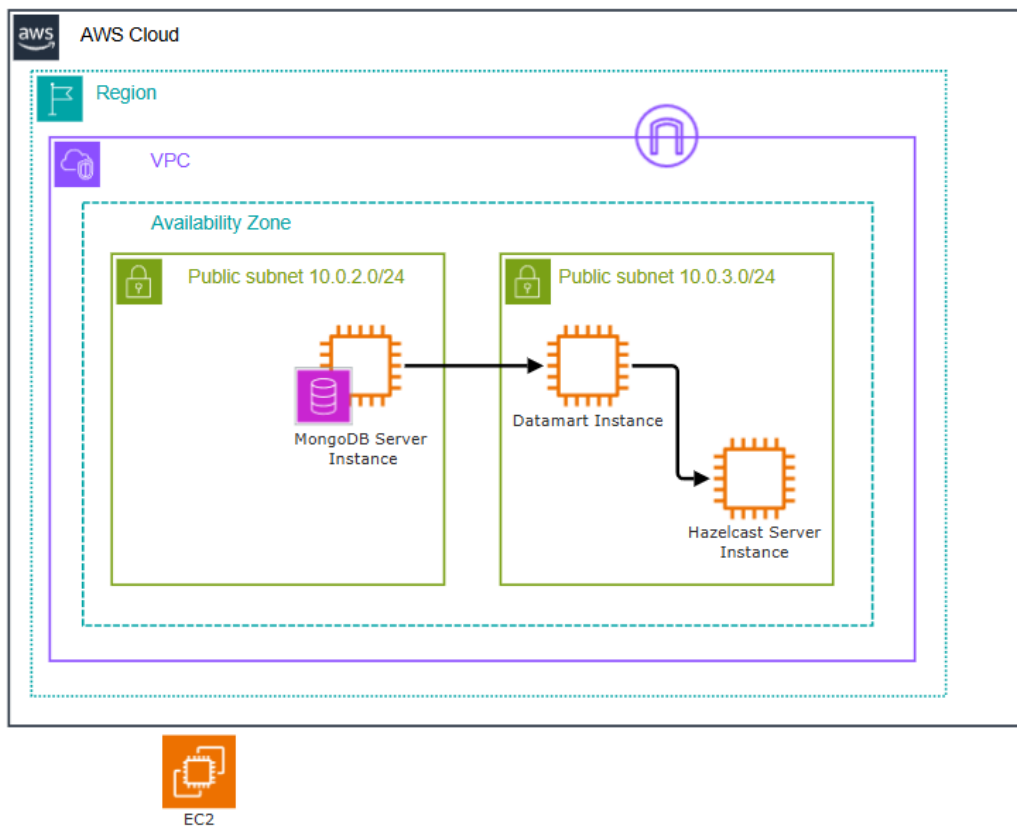 aws
AWS Cloud
Region
VPC
Availability Zone
Public subnet 10.0.2.0/24
Public subnet 10.0.3.0/24
Datamart Instance
MongoDB Server
Instance
Hazelcast Server
Instance
EC2